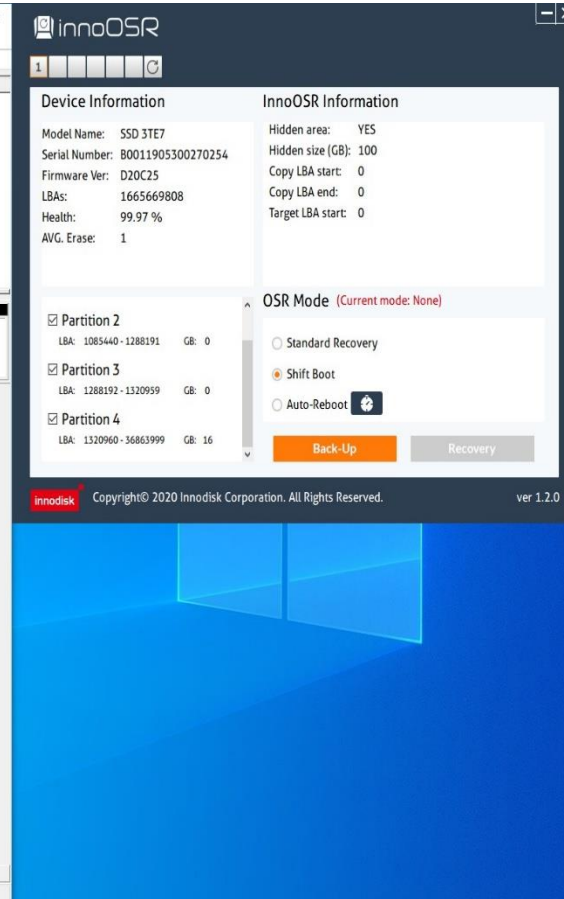 innoOSR
1
Device Information
Model Name: SSD 3TE7
Serial Number: B0011905300270254
Firmware Ver: D20C25
LBAs: 1665669808
Health: 99.97 %
AVG. Erase: 1
InnoOSR Information
Hidden area: YES
Hidden size (GB): 100
Copy LBA start: 0
Copy LBA end: 0
Target LBA start: 0
Partition 2
LBA: 1085440 - 1288191 GB: 0
Partition 3
LBA: 1288192 - 1320959 GB: 0
Partition 4
LBA: 1320960 - 36863999 GB: 16
OSR Mode (Current mode: None)
Standard Recovery
Shift Boot
Auto-Reboot
Back-Up Recovery
innodisk Copyright© 2020 Innodisk Corporation. All Rights Reserved. ver 1.2.0